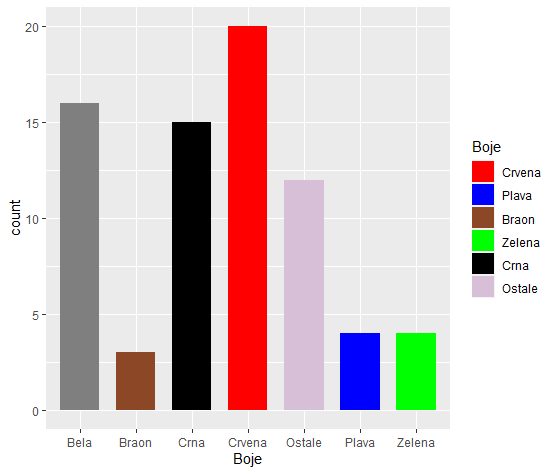 20
15
10
5
0
count
Bela Braon Crna Crvena Ostale Plava Zelena
Boje
Boje
Crvena
Plava
Braon
Zelena
Crna
Ostale